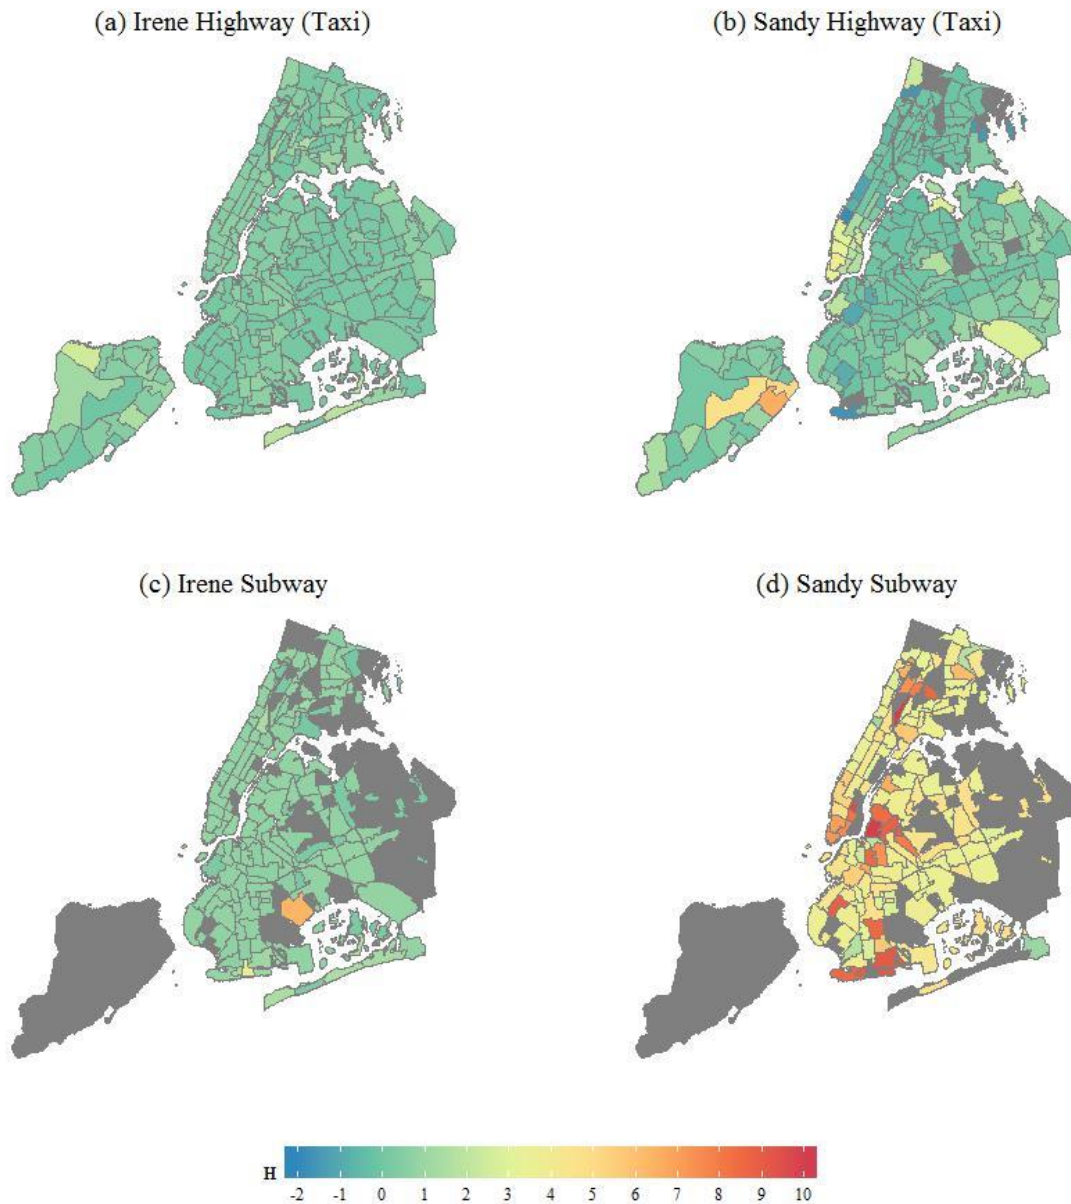 (a) Irene Highway (Taxi)
(b) Sandy Highway (Taxi)
(c) Irene Subway
(d) Sandy Subway
H
-2 -1 0 1 2 3 4 5 6 7 8 9 10